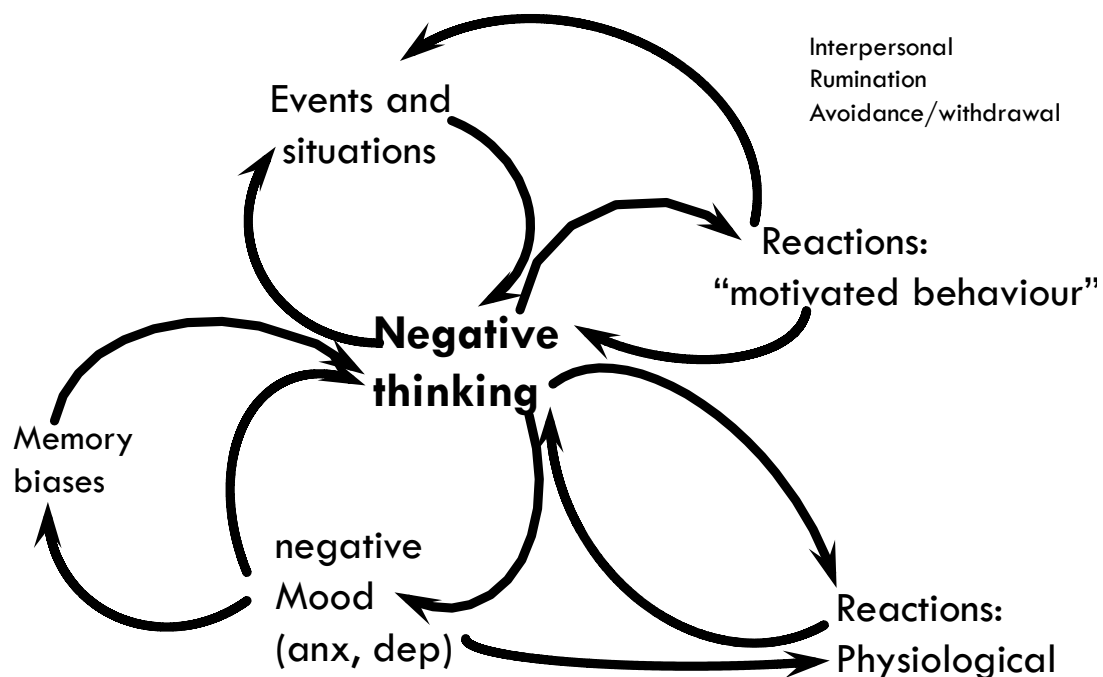 Interpersonal
Rumination
Avoidance/withdrawal
Events and
situations
Reactions:
“motivated behaviour”
Negative
thinking
Memory
biases
negative
Mood
(anx, dep)
Reactions:
Physiological